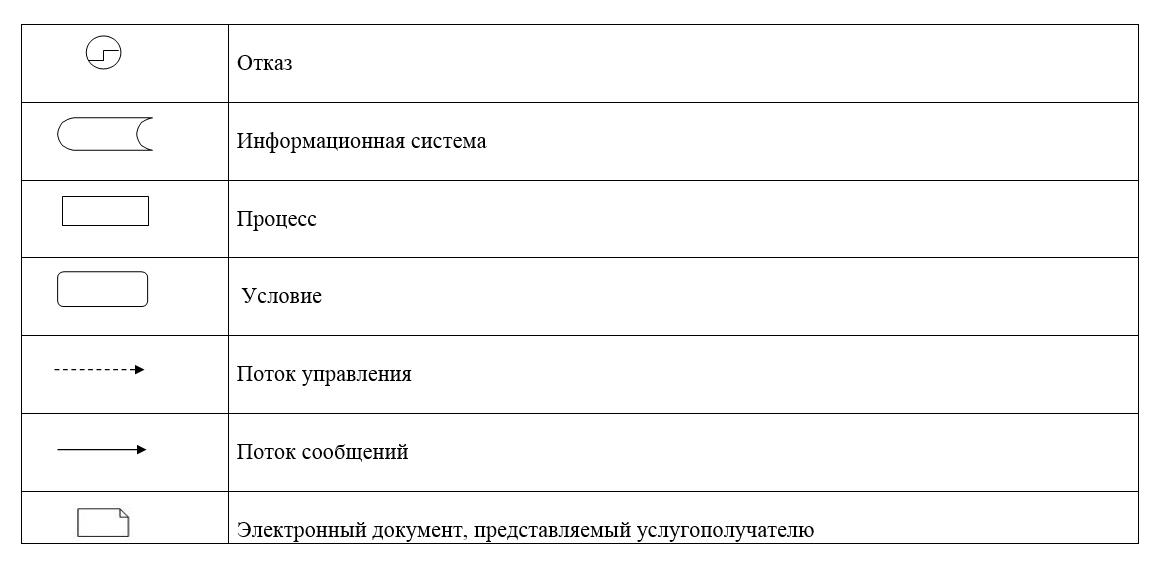 Отказ
Информационная система
Процесс
Условие
Поток управления
Поток сообщений
Электронный документ, представляемый услугополучателю